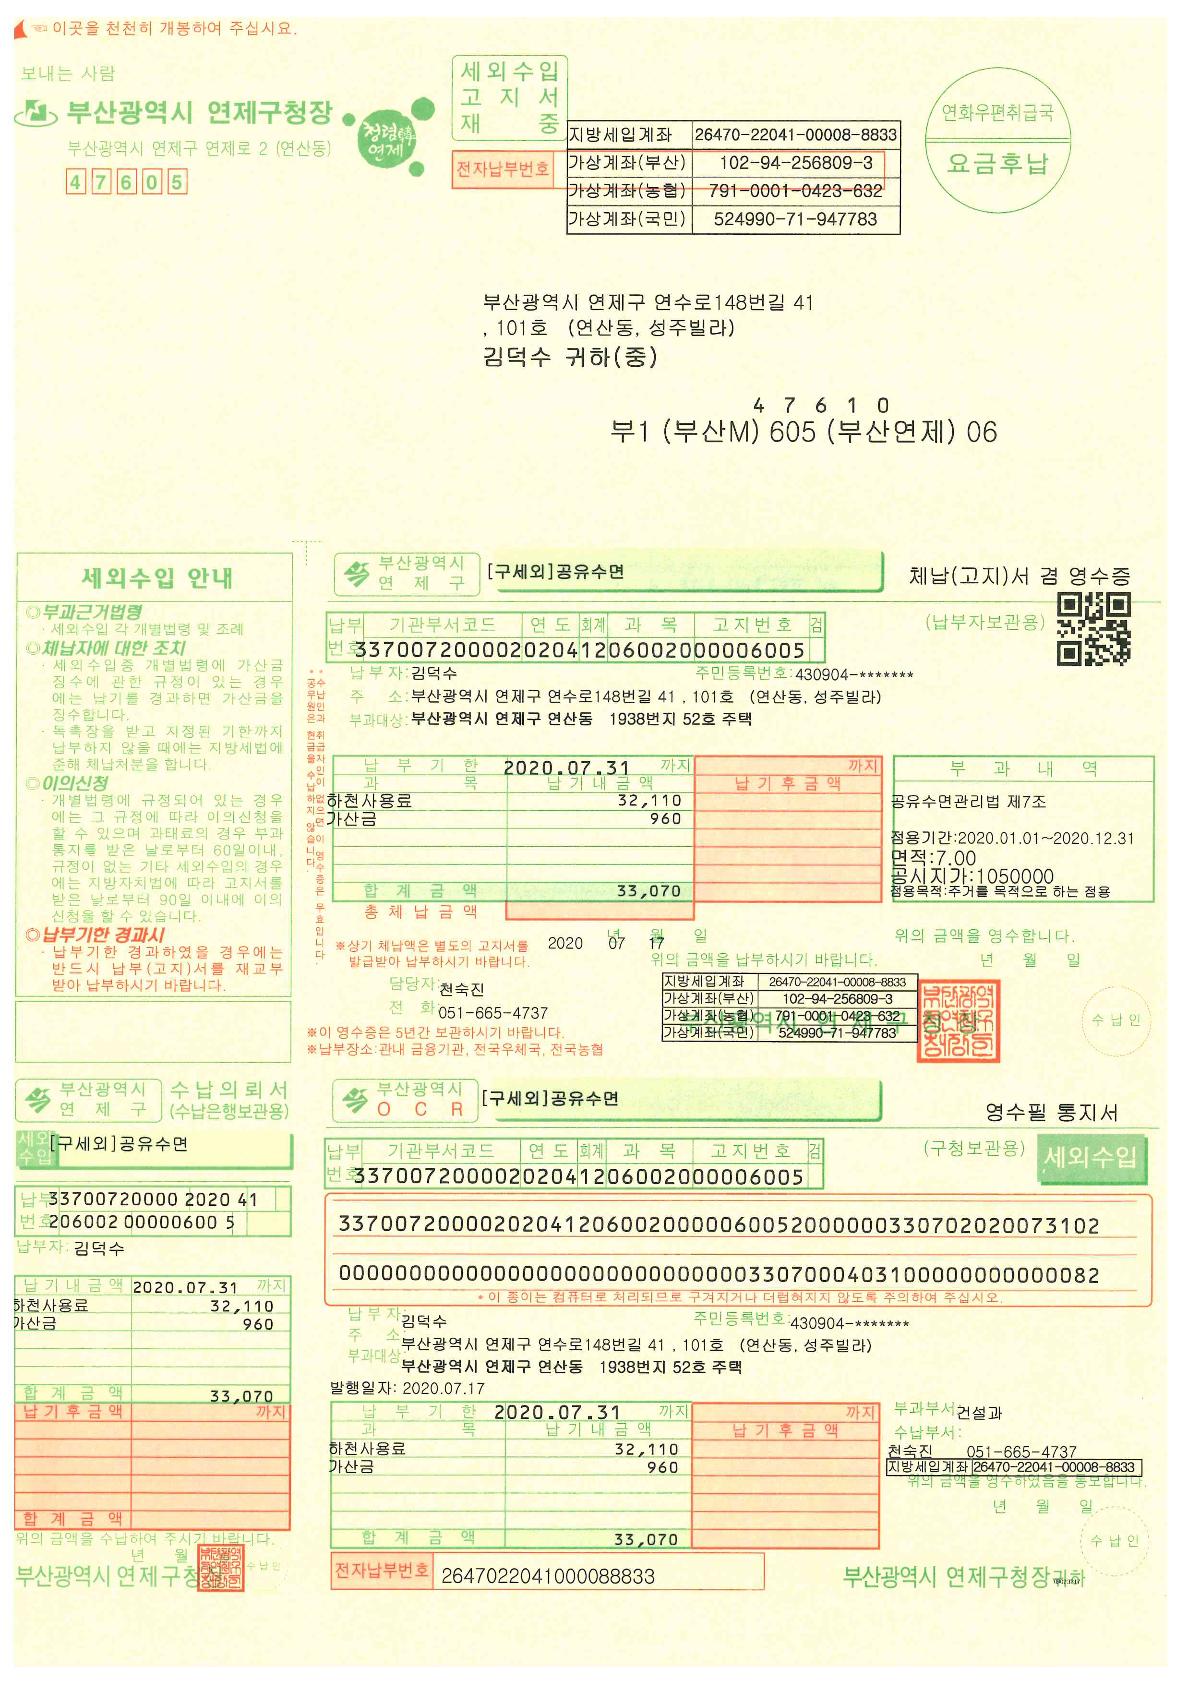 ☜ 이곳을 천천히 개봉하여 주십시요.
보내는 사람
부산광역시 연제구청장
부산광역시 연제구 연제로 2 (연산동)
4 7 6 0 5
청렴韓
연제
세외수입
고지서
재중
전자납부번호
지방세입계좌 26470-22041-00008-8833
가상계좌(부산) 102-94-256809-3
가상계좌(농협) 791-0001-0423-632
가상계좌(국민) 524990-71-947783
연화우편취급국
요금후납
부산광역시 연제구 연수로148번길 41
, 101호 (연산동, 성주빌라)
김덕수 귀하(중)
4 7 6 1 0
부1 (부산M) 605 (부산연제) 06
세외수입 안내
◎부과근거법령
· 세외수입 각 개별법령 및 조례
◎체납자에 대한 조치
· 세외수입중 개별법령에 가산금
징수에 관한 규정이 있는 경우
에는 납기를 경과하면 가산금을
징수합니다.
· 독촉장을 받고 지정된 기한까지
납부하지 않을 때에는 지방세법에
준해 체납처분을 합니다.
◎이의신청
· 개별법령에 규정되어 있는 경우
에는 그 규정에 따라 이의신청을
할 수 있으며 과태료의 경우 부과
통지를 받은 날로부터 60일이내,
규정이 없는 기타 세외수입의 경우
에는 지방자치법에 따라 고지서를
받은 날로부터 90일 이내에 이의
신청을 할 수 있습니다.
◎납부기한 경과시
· 납부기한 경과하였을 경우에는
반드시 납부(고지)서를 재교부
받아 납부하시기 바랍니다.
부산광역시
연제구
[구세외]공유수면
체납(고지)서 겸 영수증
(납부자보관용)
납부번호 기관부서코드 연도 회계 과목 고지번호 검
3370072000020204120600200000 6005
납 부 자: 김덕수 주민등록번호: 430904-*******
주 소: 부산광역시 연제구 연수로148번길 41 , 101호 (연산동, 성주빌라)
부과대상: 부산광역시 연제구 연산동 1938번지 52호 주택
납부기한 2020.07.31 까지 까지
과 목 납기내금액 납기후금액
하천사용료 32,110
가산금 960
합계금액 33,070
총체납금액
부과내역
공유수면관리법 제7조
점용기간:2020.01.01~2020.12.31
면적:7.00
공시지가:1050000
점용목적:주거를 목적으로 하는 점용
※상기 체납액은 별도의 고지서를
발급받아 납부하시기 바랍니다.
2020 년 07 월 17 일
위의 금액을 납부하시기 바랍니다.
위의 금액을 영수합니다.
년 월 일
담당자: 천숙진
전 화: 051-665-4737
지방세입계좌 26470-22041-00008-8833
가상계좌(부산) 102-94-256809-3
가상계좌(농협) 791-0001-0423-632
가상계좌(국민) 524990-71-947783
부산광역시 연제구청장
수납인
※이 영수증은 5년간 보관하시기 바랍니다.
※납부장소:관내 금융기관, 전국우체국, 전국농협
부산광역시
연제구
수납의뢰서
(수납은행보관용)
세외수입
[구세외]공유수면
납부번호
33700720000 2020 41
206002 00000600 5
납부자: 김덕수
납기내금액 2020.07.31 까지
하천사용료 32,110
가산금 960
합계금액 33,070
납기후금액 까지
합계금액
위의 금액을 수납하여 주시기 바랍니다.
년 월
수납인
부산광역시 연제구청장
부산광역시
O C R
[구세외]공유수면
영수필 통지서
(구청보관용)
세외수입
납부번호 기관부서코드 연도 회계 과목 고지번호 검
* 이 종이는 컴퓨터로 처리되므로 구겨지거나 더럽혀지지 않도록 주의하여 주십시오.
납 부 자: 김덕수 주민등록번호: 430904-*******
주 소: 부산광역시 연제구 연수로148번길 41 , 101호 (연산동, 성주빌라)
부과대상: 부산광역시 연제구 연산동 1938번지 52호 주택
발행일자: 2020.07.17
납부기한 2020.07.31 까지 까지
과 목 납기내금액 납기후금액
하천사용료 32,110
가산금 960
합계금액 33,070
부과부서: 건설과
수납부서:
천숙진 051-665-4737
지방세입계좌 26470-22041-00008-8833
위의 금액을 영수하였음을 통보합니다.
년 월 일
수납인
전자납부번호 2647022041000088833
부산광역시 연제구청장귀하